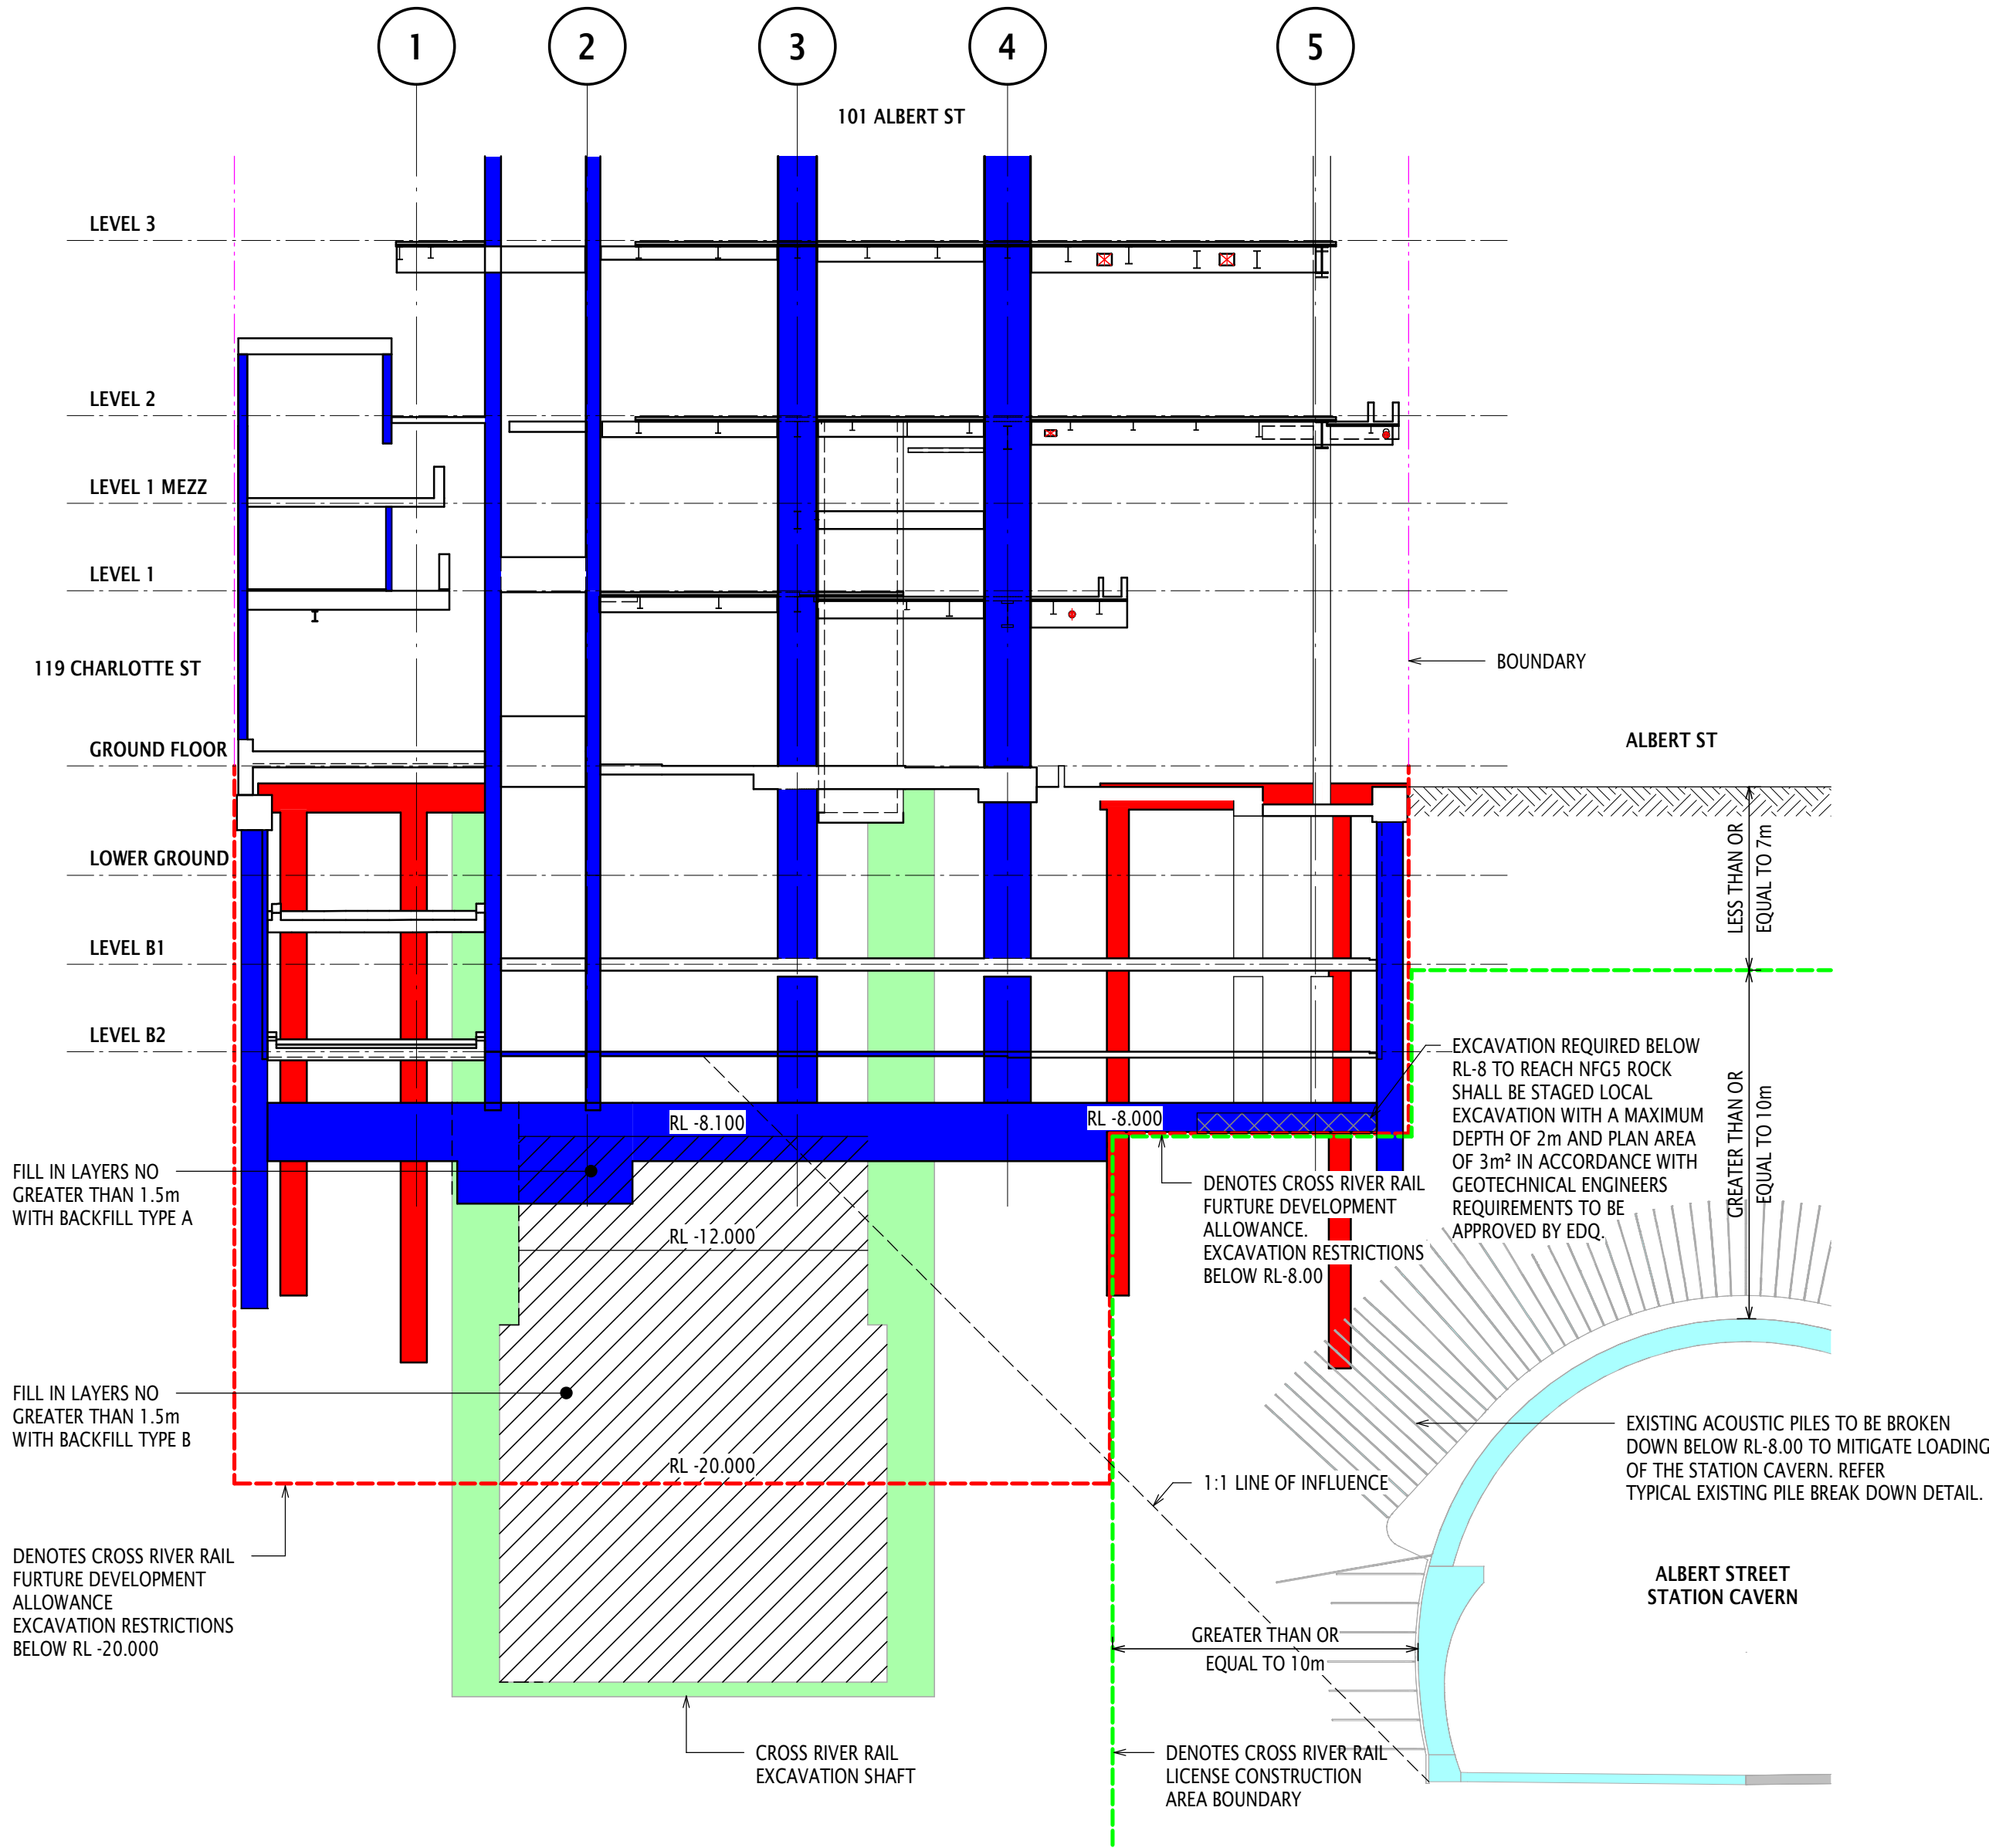 1
2
3
4
5
101 ALBERT ST
LEVEL 3
LEVEL 2
LEVEL 1 MEZZ
LEVEL 1
119 CHARLOTTE ST
BOUNDARY
GROUND FLOOR
ALBERT ST
LOWER GROUND
LESS THAN OR
EQUAL TO 7m
LEVEL B1
LEVEL B2
EXCAVATION REQUIRED BELOW
RL-8 TO REACH NFG5 ROCK
SHALL BE STAGED LOCAL
EXCAVATION WITH A MAXIMUM
DEPTH OF 2m AND PLAN AREA
OF 3m² IN ACCORDANCE WITH
GEOTECHNICAL ENGINEERS
REQUIREMENTS TO BE
APPROVED BY EDQ.
GREATER THAN OR
EQUAL TO 10m
RL -8.100
RL -8.000
FILL IN LAYERS NO
GREATER THAN 1.5m
WITH BACKFILL TYPE A
DENOTES CROSS RIVER RAIL
FURTURE DEVELOPMENT
ALLOWANCE.
EXCAVATION RESTRICTIONS
BELOW RL-8.00
RL -12.000
FILL IN LAYERS NO
GREATER THAN 1.5m
WITH BACKFILL TYPE B
EXISTING ACOUSTIC PILES TO BE BROKEN
DOWN BELOW RL-8.00 TO MITIGATE LOADING
OF THE STATION CAVERN. REFER
TYPICAL EXISTING PILE BREAK DOWN DETAIL.
RL -20.000
1:1 LINE OF INFLUENCE
DENOTES CROSS RIVER RAIL
FURTURE DEVELOPMENT
ALLOWANCE
EXCAVATION RESTRICTIONS
BELOW RL -20.000
ALBERT STREET
STATION CAVERN
GREATER THAN OR
EQUAL TO 10m
CROSS RIVER RAIL
EXCAVATION SHAFT
DENOTES CROSS RIVER RAIL
LICENSE CONSTRUCTION
AREA BOUNDARY